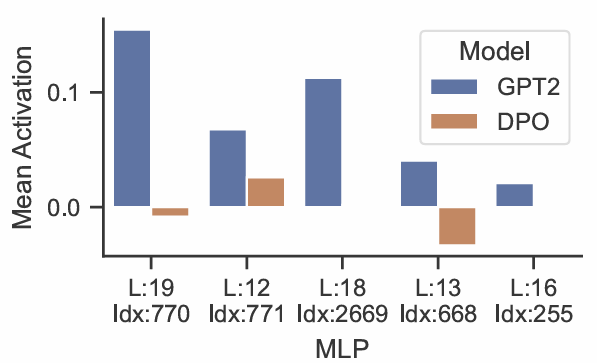 Model
GPT2
DPO
Mean Activation
0.1
0.0
L:19 L:12 L:18 L:13 L:16
Idx:770 Idx:771 Idx:2669 Idx:668 Idx:255
MLP